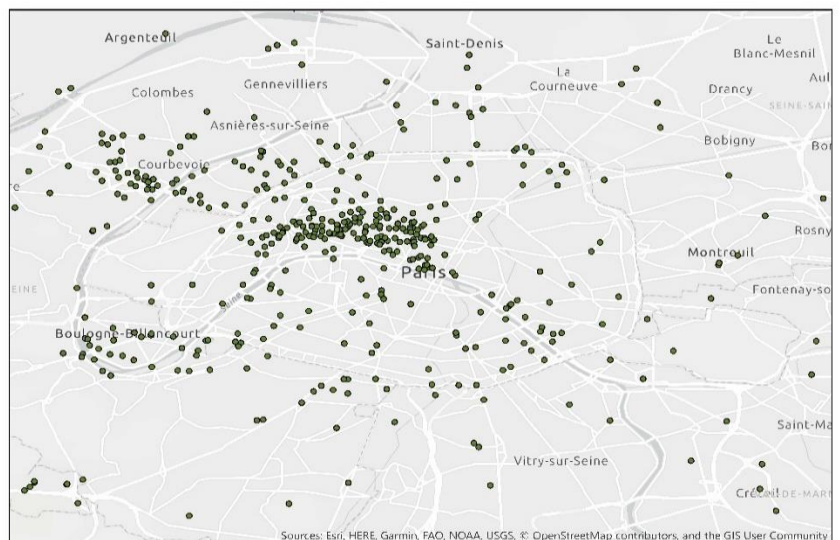 Argenteuil
Saint-Denis
Le
Blanc-Mesnil
La
Courneuve
Colombes
Gennevilliers
Drancy
Aul
Asnières-sur-Seine
Bobigny
Bor
Courbevoie
re
Rosny
Montreuil
Paris
EINE
Seine
Fontenay-so
Boulogne-Billancourt
Saint-Ma
Vitry-sur-Seine
Créteil
DE-MARN
Sources: Esri, HERE, Garmin, FAO, NOAA, USGS, © OpenStreetMap contributors, and the GIS User Community